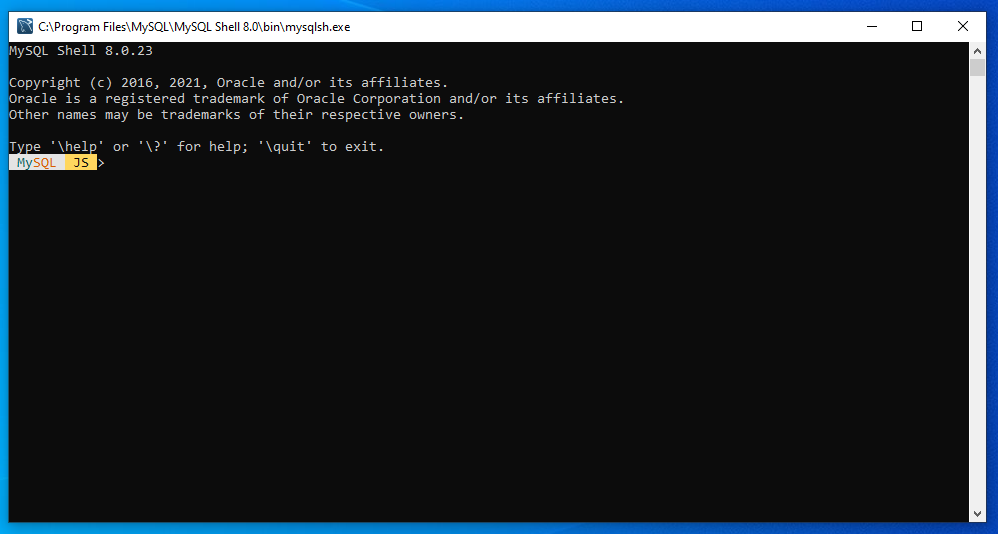 C:\Program Files\MySQL\MySQL Shell 8.0\bin\mysqlsh.exe
MySQL Shell 8.0.23
Copyright (c) 2016, 2021, Oracle and/or its affiliates.
Oracle is a registered trademark of Oracle Corporation and/or its affiliates.
Other names may be trademarks of their respective owners.
Type '\help' or '\?' for help; '\quit' to exit.
MySQL JS >